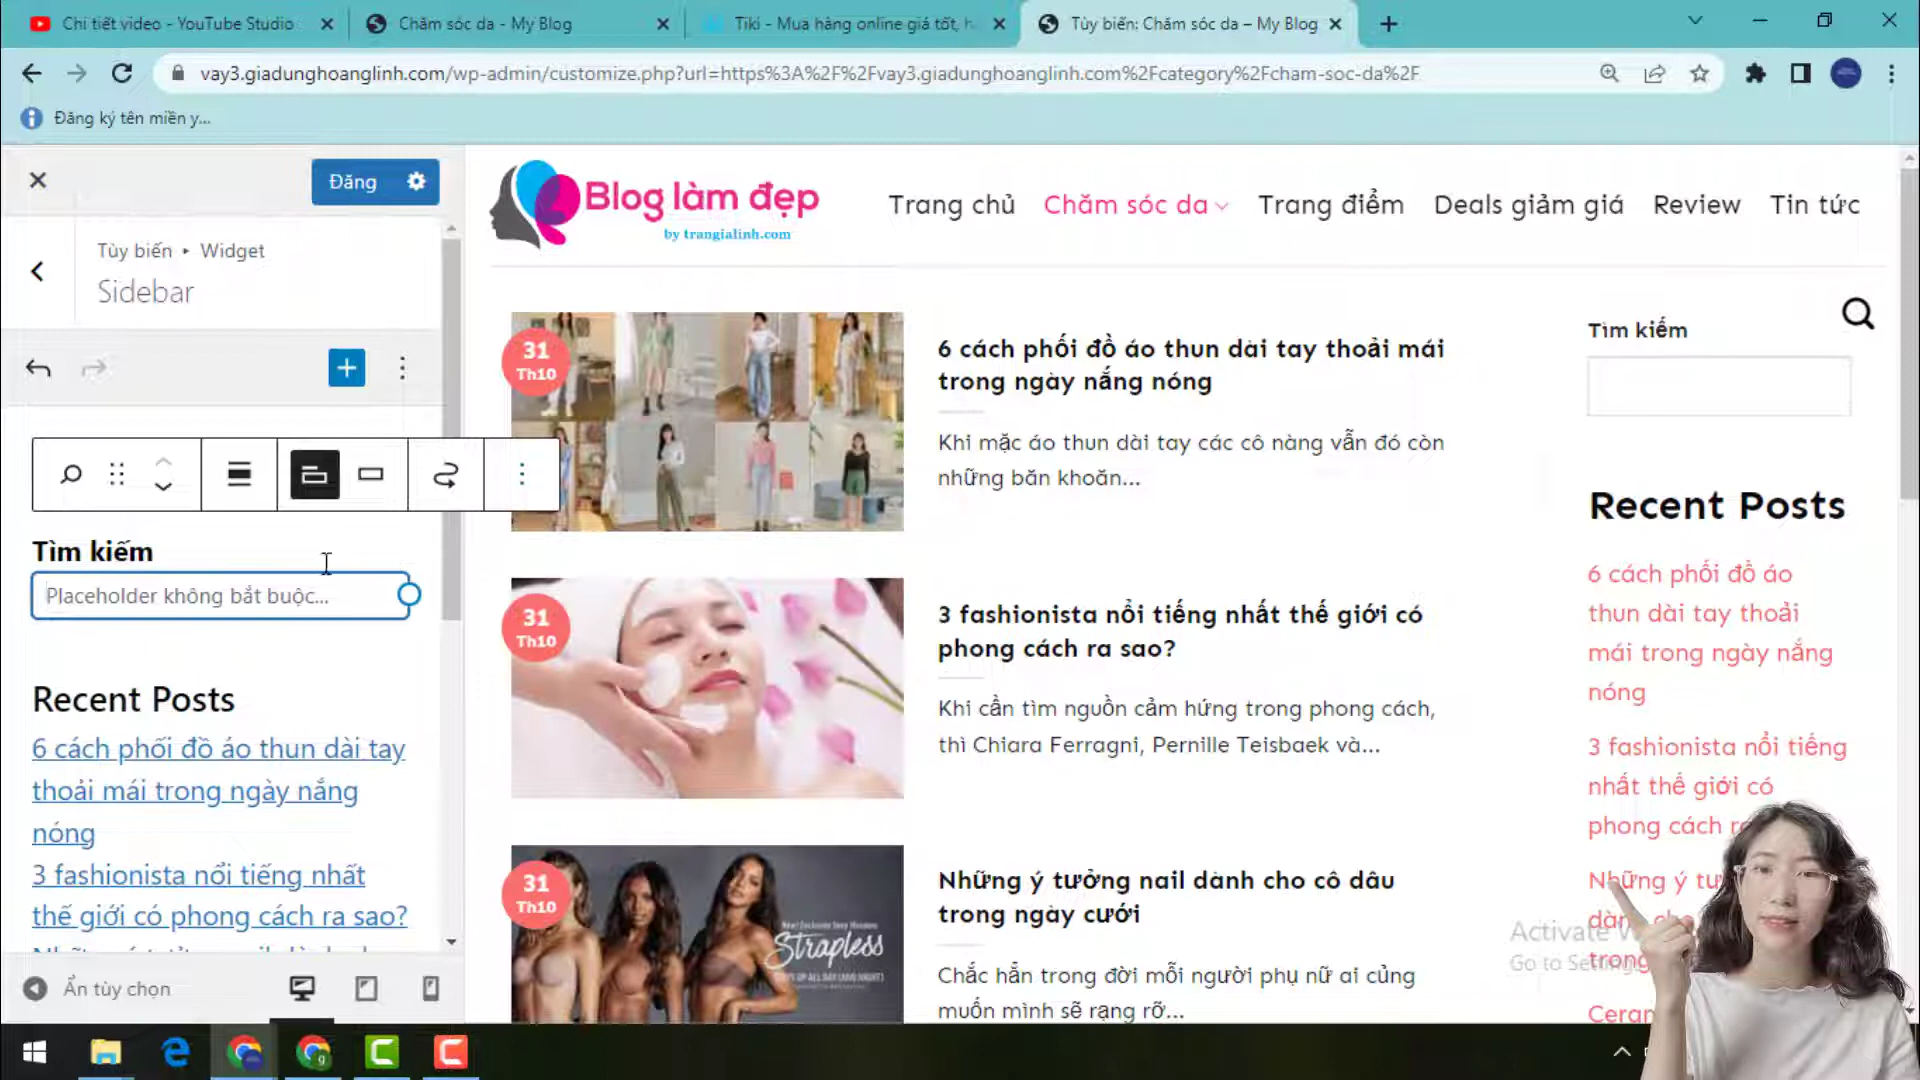 Chi tiết video - YouTube Studio
Chăm sóc da - My Blog
Tiki - Mua hàng online giá tốt, h
Tùy biến: Chăm sóc da – My Blog
vay3.giadunghoanglinh.com/wp-admin/customize.php?url=https%3A%2F%2Fvay3.giadunghoanglinh.com%2Fcategory%2Fcham-soc-da%2F
Đăng ký tên miền y...
Đăng
Tùy biến ▸ Widget
Sidebar
Tìm kiếm
Placeholder không bắt buộc...
Recent Posts
6 cách phối đồ áo thun dài tay
thoải mái trong ngày nắng
nóng
3 fashionista nổi tiếng nhất
thế giới có phong cách ra sao?
Ẩn tùy chọn
Blog làm đẹp
by trangialinh.com
Trang chủ
Chăm sóc da
Trang điểm
Deals giảm giá
Review
Tin tức
31
Th10
6 cách phối đồ áo thun dài tay thoải mái
trong ngày nắng nóng
Khi mặc áo thun dài tay các cô nàng vẫn đó còn
những băn khoăn...
31
Th10
3 fashionista nổi tiếng nhất thế giới có
phong cách ra sao?
Khi cần tìm nguồn cảm hứng trong phong cách,
thì Chiara Ferragni, Pernille Teisbaek và...
31
Th10
Strapless
Những ý tưởng nail dành cho cô dâu
trong ngày cưới
Chắc hẳn trong đời mỗi người phụ nữ ai củng
muốn mình sẽ rạng rỡ...
Tìm kiếm
Recent Posts
6 cách phối đồ áo
thun dài tay thoải
mái trong ngày nắng
nóng
3 fashionista nổi tiếng
nhất thế giới có
phong cách
Những ý
trong
Activate
Go to